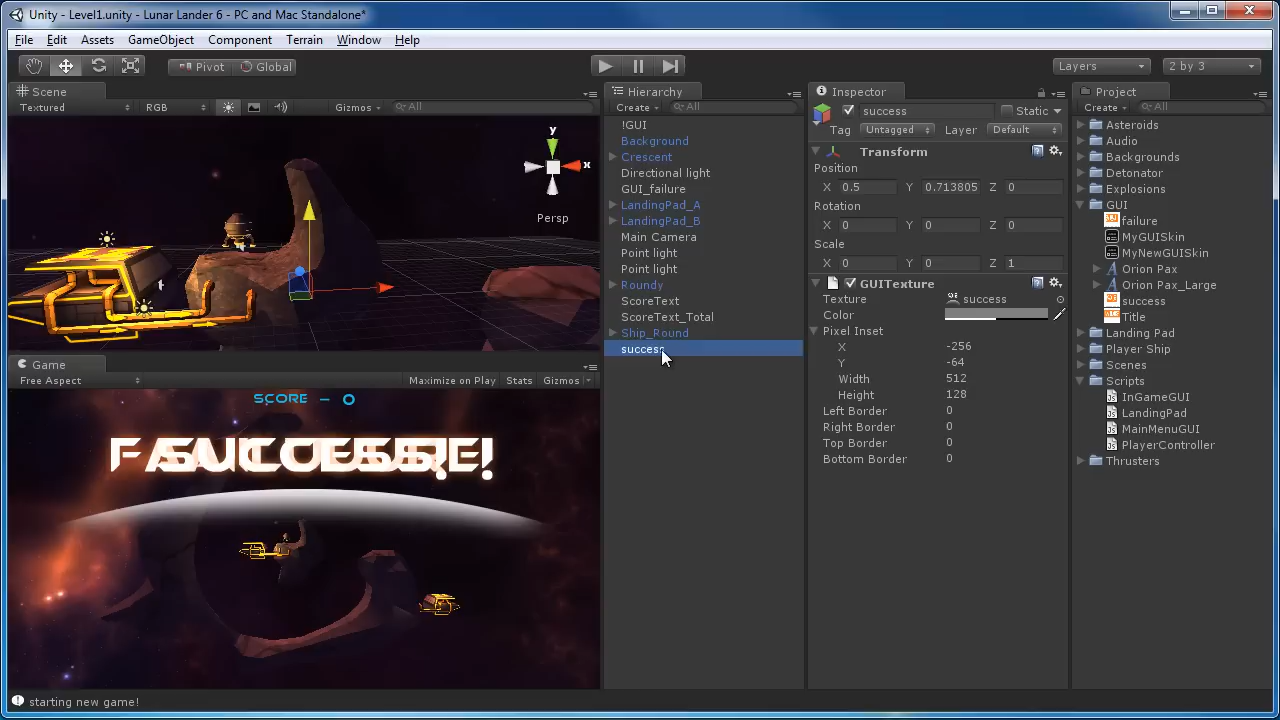 Unity - Level1.unity - Lunar Lander 6 - PC and Mac Standalone*
File Edit Assets GameObject Component Terrain Window Help
Pivot Global Layers 2 by 3
Scene
Textured RGB Gizmos All
y
x
Persp
Game
Free Aspect Maximize on Play Stats Gizmos
SCORE - 0
FAILURE!
SUCCESS!
starting new game!
Hierarchy
Create All
!GUI
Background
Crescent
Directional light
GUI_failure
LandingPad_A
LandingPad_B
Main Camera
Point light
Point light
Roundy
ScoreText
ScoreText_Total
Ship_Round
success
Inspector
success Static
Tag Untagged Layer Default
Transform
Position
X 0.5 Y 0.713805 Z 0
Rotation
X 0 Y 0 Z 0
Scale
X 0 Y 0 Z 1
GUITexture
Texture success
Color
Pixel Inset
X -256
Y -64
Width 512
Height 128
Left Border 0
Right Border 0
Top Border 0
Bottom Border 0
Project
Create All
Asteroids
Audio
Backgrounds
Detonator
Explosions
GUI
failure
MyGUISkin
MyNewGUISkin
Orion Pax
Orion Pax_Large
success
Title
Landing Pad
Player Ship
Scenes
Scripts
InGameGUI
LandingPad
MainMenuGUI
PlayerController
Thrusters